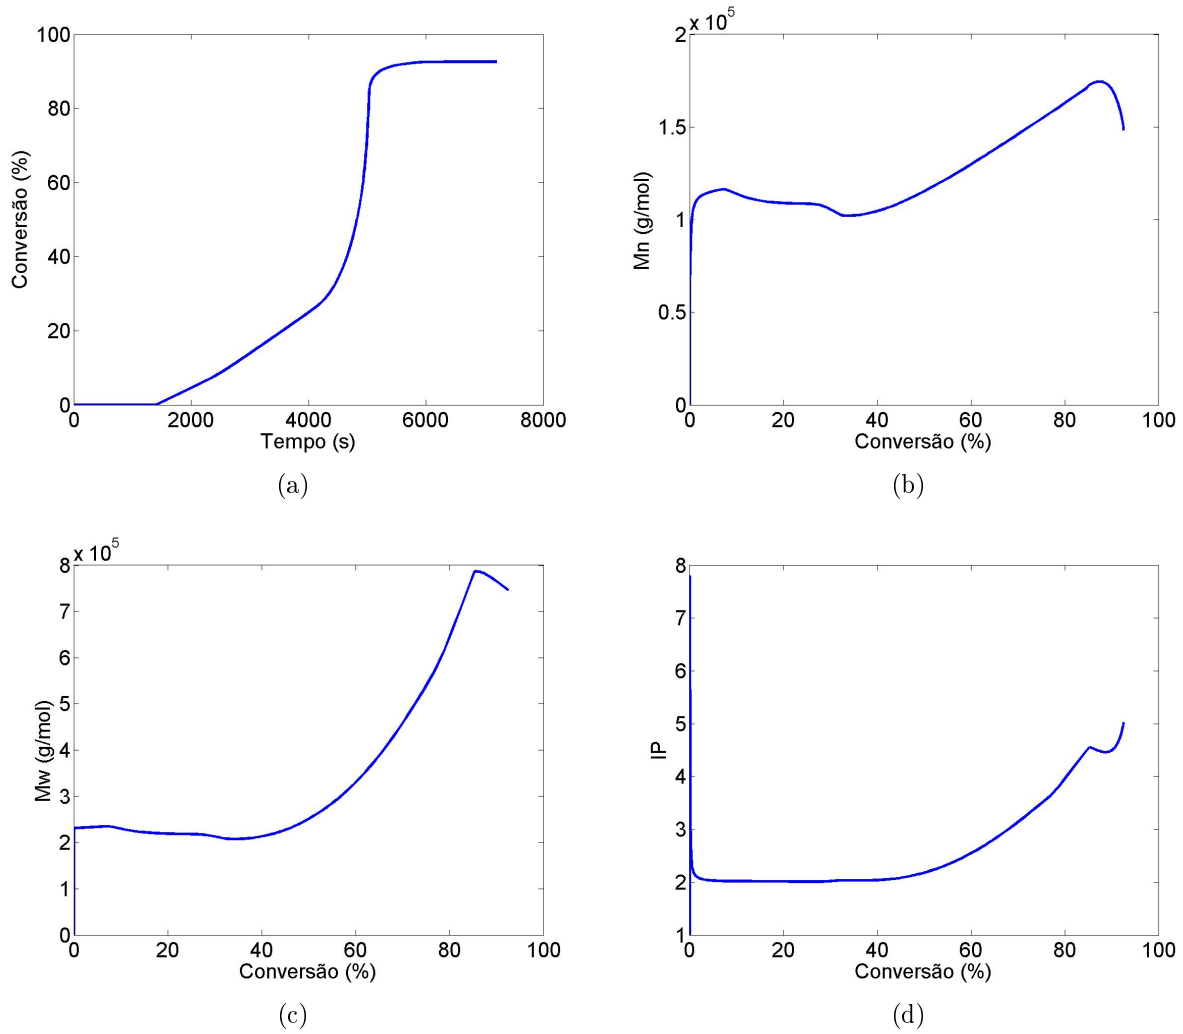 100
80
60
40
20
0
Conversão (%)
0 2000 4000 6000 8000
Tempo (s)
(a)
2 x 10^5
1.5
1
0.5
0
Mn (g/mol)
0 20 40 60 80 100
Conversão (%)
(b)
8 x 10^5
7
6
5
4
3
2
1
0
Mw (g/mol)
0 20 40 60 80 100
Conversão (%)
(c)
8
7
6
5
4
3
2
1
IP
0 20 40 60 80 100
Conversão (%)
(d)